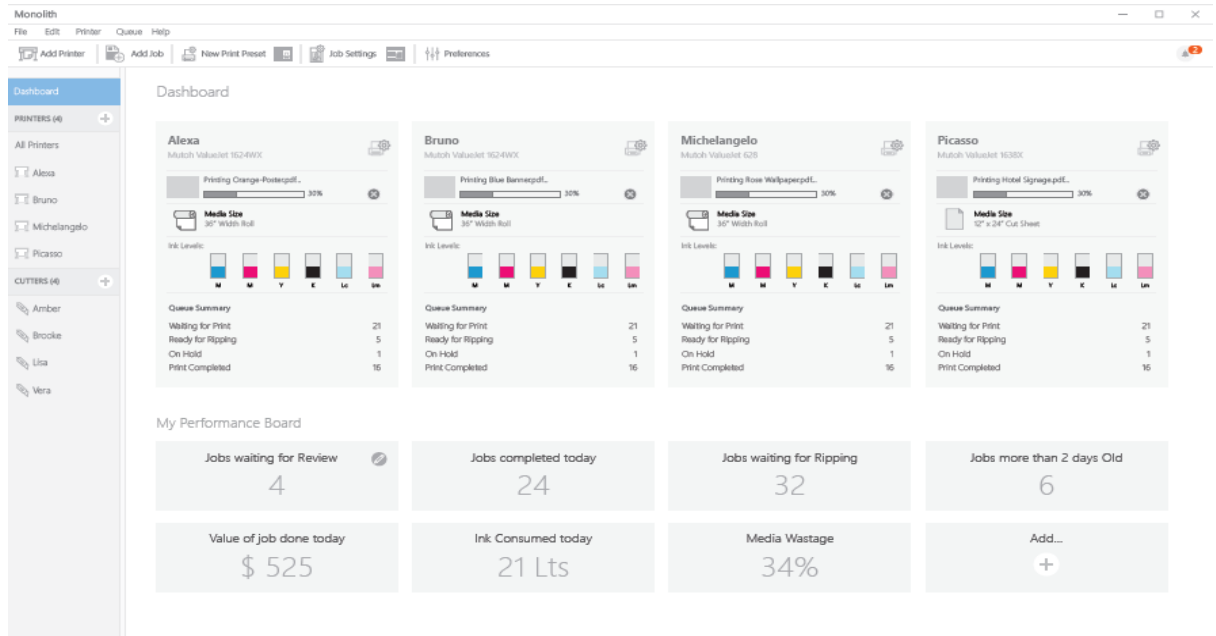 Monolith
File Edit Printer Queue Help
Add Printer Add Job New Print Preset Job Settings Preferences 2
Dashboard
PRINTERS (4)
All Printers
Alexa
Bruno
Michelangelo
Picasso
CUTTERS (4)
Amber
Brooke
Lisa
Vera
Dashboard
Alexa
Mutoh ValueJet 1624WX
Printing Orange-Poster.pdf...
30%
Media Size
36" Width Roll
Ink Levels:
M M Y K Lc Lm
Queue Summary
Waiting for Print 21
Ready for Ripping 5
On Hold 1
Print Completed 16
Bruno
Mutoh ValueJet 1624WX
Printing Blue Banner.pdf...
30%
Media Size
36" Width Roll
Ink Levels:
M M Y K Lc Lm
Queue Summary
Waiting for Print 21
Ready for Ripping 5
On Hold 1
Print Completed 16
Michelangelo
Mutoh ValueJet 628
Printing Rose Wallpaper.pdf...
30%
Media Size
36" Width Roll
Ink Levels:
M M Y K Lc Lm
Queue Summary
Waiting for Print 21
Ready for Ripping 5
On Hold 1
Print Completed 16
Picasso
Mutoh ValueJet 1638X
Printing Hotel Signage.pdf...
30%
Media Size
12" x 24" Cut Sheet
Ink Levels:
M M Y K Lc Lm
Queue Summary
Waiting for Print 21
Ready for Ripping 5
On Hold 1
Print Completed 16
My Performance Board
Jobs waiting for Review
4
Jobs completed today
24
Jobs waiting for Ripping
32
Jobs more than 2 days Old
6
Value of job done today
$ 525
Ink Consumed today
21 Lts
Media Wastage
34%
Add...